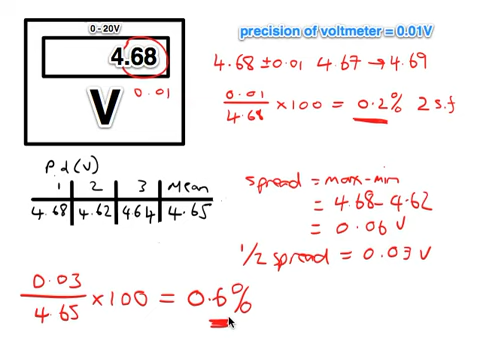 0 - 20V
4.68
0.01
V
precision of voltmeter = 0.01V
4.68 ±0.01 4.67 → 4.69
0.01
4.68
×100 = 0.2% 2 s.f
P.d (V)
1 2 3 Mean
4.68 4.62 4.64 4.65
spread = max-min
= 4.68-4.62
= 0.06 V
1/2 spread = 0.03 V
0.03
4.65
×100 = 0.6%